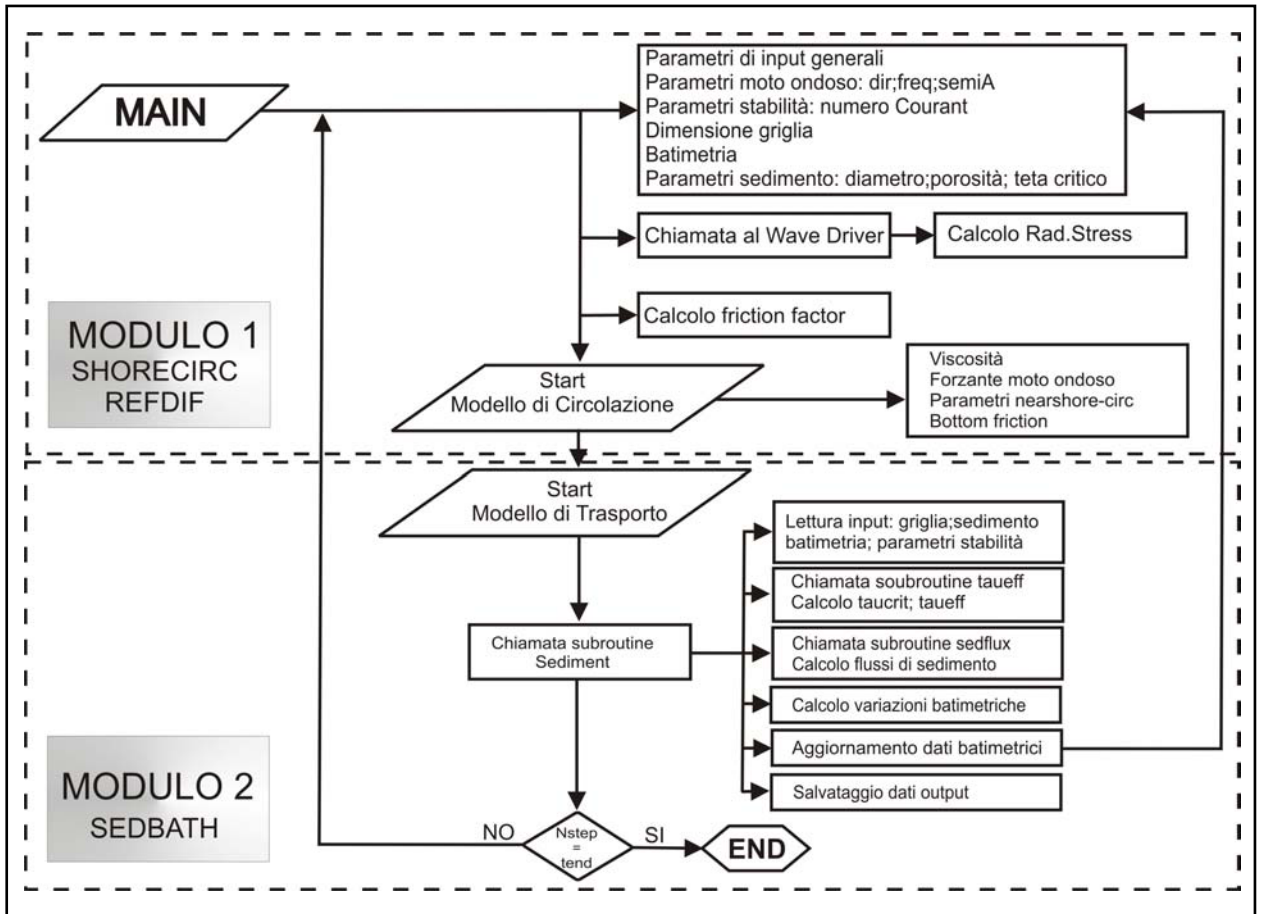 MAIN
Parametri di input generali
Parametri moto ondoso: dir;freq;semiA
Parametri stabilità: numero Courant
Dimensione griglia
Batimetria
Parametri sedimento: diametro;porosità; teta critico
Chiamata al Wave Driver
Calcolo Rad.Stress
Calcolo friction factor
MODULO 1
SHORECIRC
REFDIF
Start
Modello di Circolazione
Viscosità
Forzante moto ondoso
Parametri nearshore-circ
Bottom friction
Start
Modello di Trasporto
Lettura input: griglia;sedimento
batimetria; parametri stabilità
Chiamata soubroutine taueff
Calcolo taucrit; taueff
Chiamata subroutine
Sediment
Chiamata subroutine sedflux
Calcolo flussi di sedimento
Calcolo variazioni batimetriche
Aggiornamento dati batimetrici
Salvataggio dati output
MODULO 2
SEDBATH
NO
Nstep
=
tend
SI
END